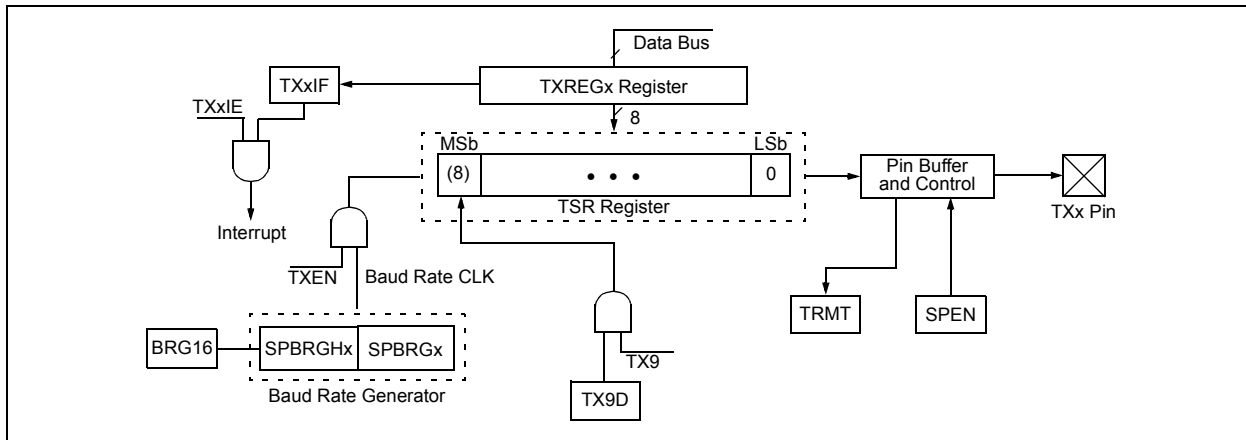 Data Bus
TXREGx Register
TXxIF
TXxIE
8
MSb
LSb
(8)
• • •
0
TSR Register
Pin Buffer
and Control
TXx Pin
Interrupt
TXEN
Baud Rate CLK
TRMT
SPEN
BRG16
SPBRGHx
SPBRGx
TX9
Baud Rate Generator
TX9D